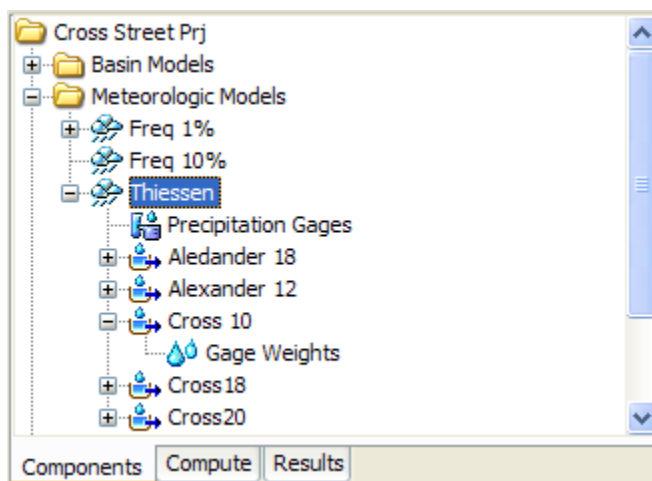 Cross Street Prj
Basin Models
Meteorologic Models
Freq 1%
Freq 10%
Thiessen
Precipitation Gages
Aledander 18
Alexander 12
Cross 10
Gage Weights
Cross18
Cross20
Components Compute Results